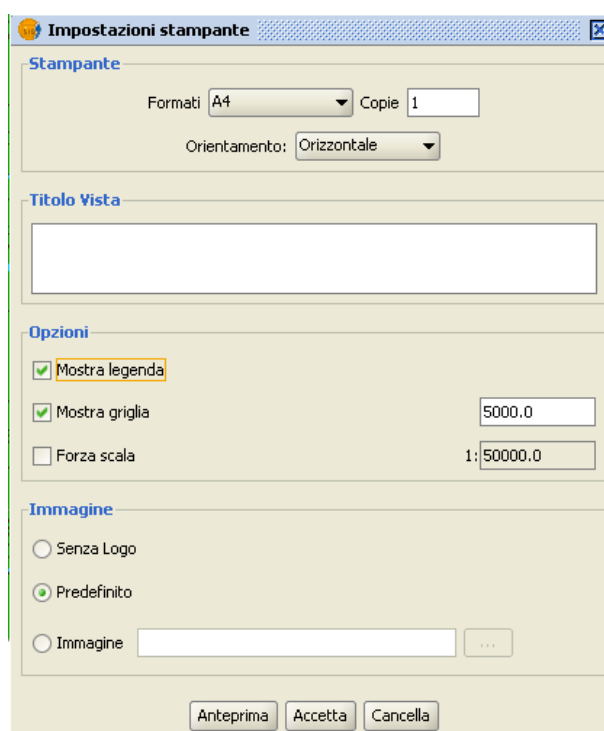 Impostazioni stampante
Stampante
Formati A4 Copie 1
Orientamento: Orizzontale
Titolo Vista
Opzioni
Mostra legenda
Mostra griglia 5000.0
Forza scala 1: 50000.0
Immagine
Senza Logo
Predefinito
Immagine ...
Anteprima Accetta Cancella